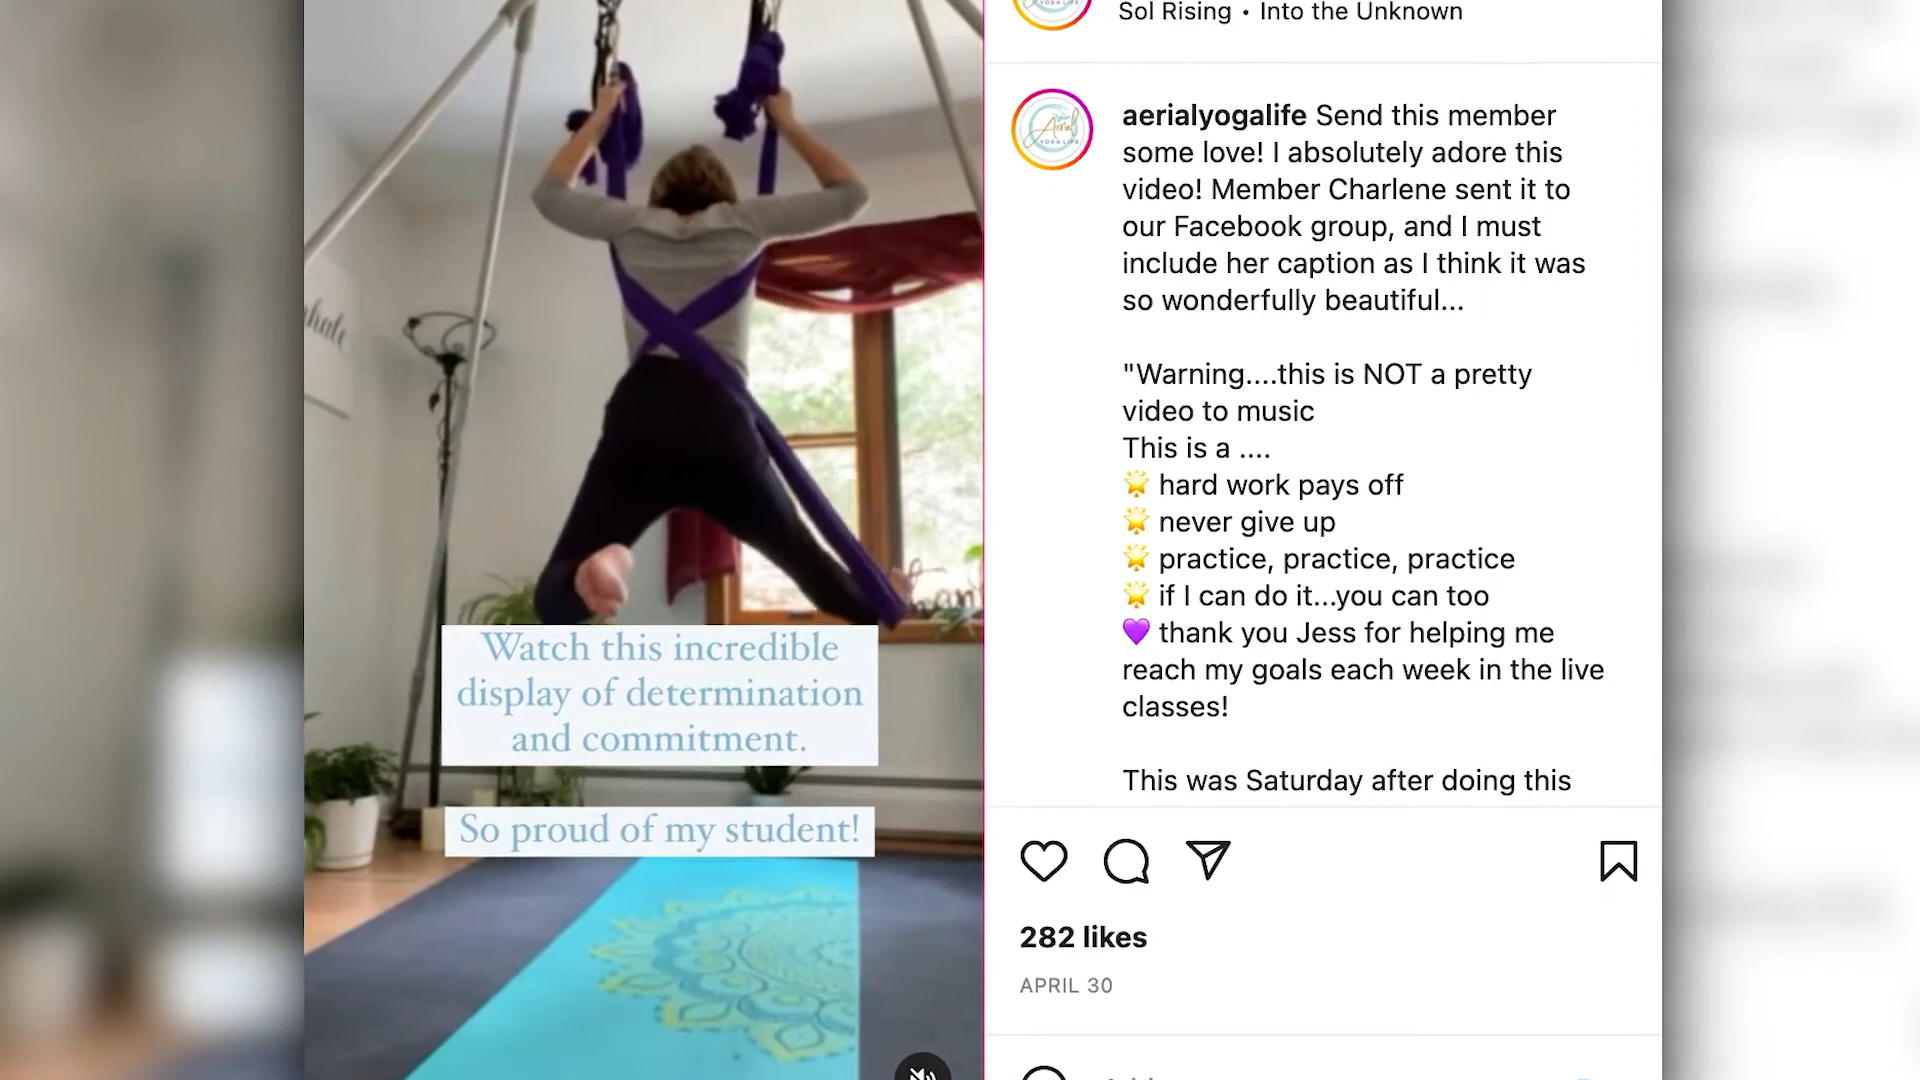 Sol Rising • Into the Unknown
aerialyogalife Send this member
some love! I absolutely adore this
video! Member Charlene sent it to
our Facebook group, and I must
include her caption as I think it was
so wonderfully beautiful...
"Warning....this is NOT a pretty
video to music
This is a ....
🌟 hard work pays off
🌟 never give up
🌟 practice, practice, practice
🌟 if I can do it...you can too
💜 thank you Jess for helping me
reach my goals each week in the live
classes!
This was Saturday after doing this
282 likes
APRIL 30
Watch this incredible
display of determination
and commitment.
So proud of my student!
Aerial
YOGA LIFE